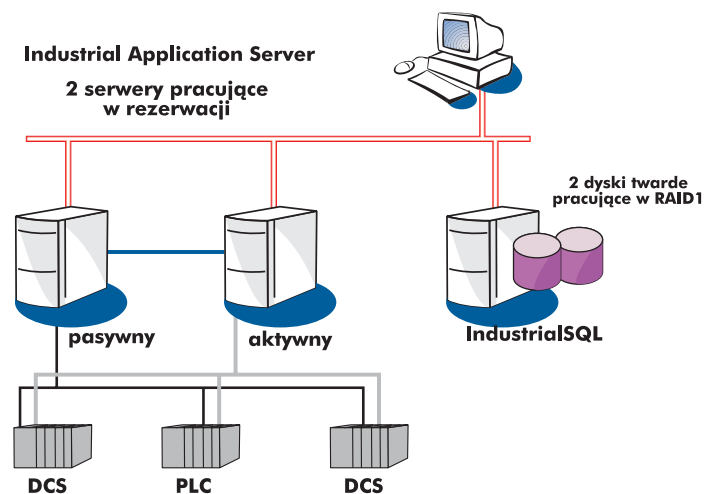 Industrial Application Server
2 serwery pracujące
w rezerwacji
2 dyski twarde
pracujące w RAID1
pasywny
aktywny
IndustrialSQL
DCS
PLC
DCS